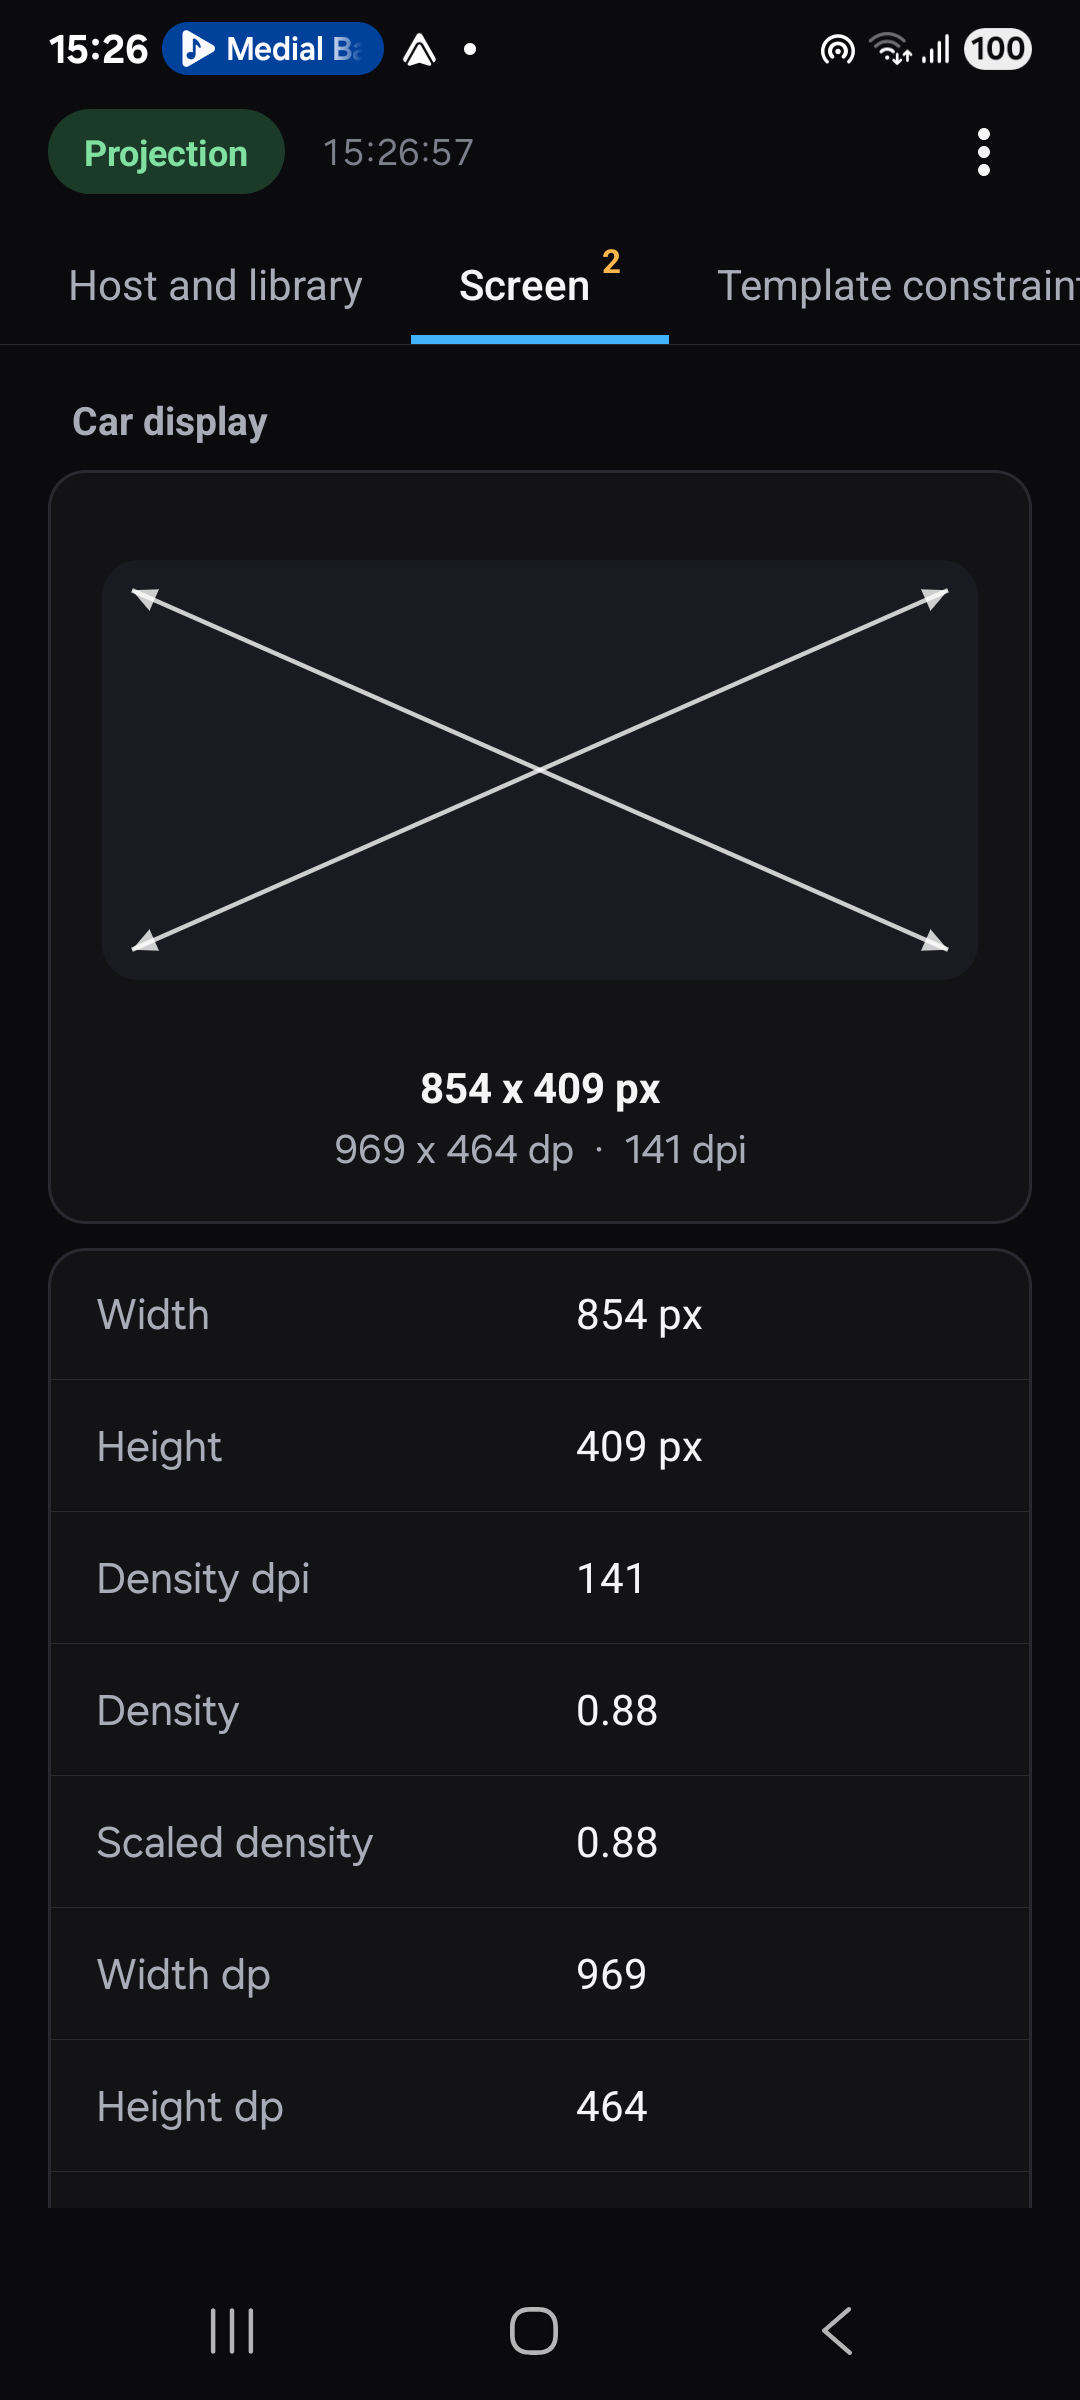 15:26
Medial
100
Projection
15:26:57
Host and library
Screen
2
Template constraint
Car display
854 x 409 px
969 x 464 dp · 141 dpi
Width
854 px
Height
409 px
Density dpi
141
Density
0.88
Scaled density
0.88
Width dp
969
Height dp
464